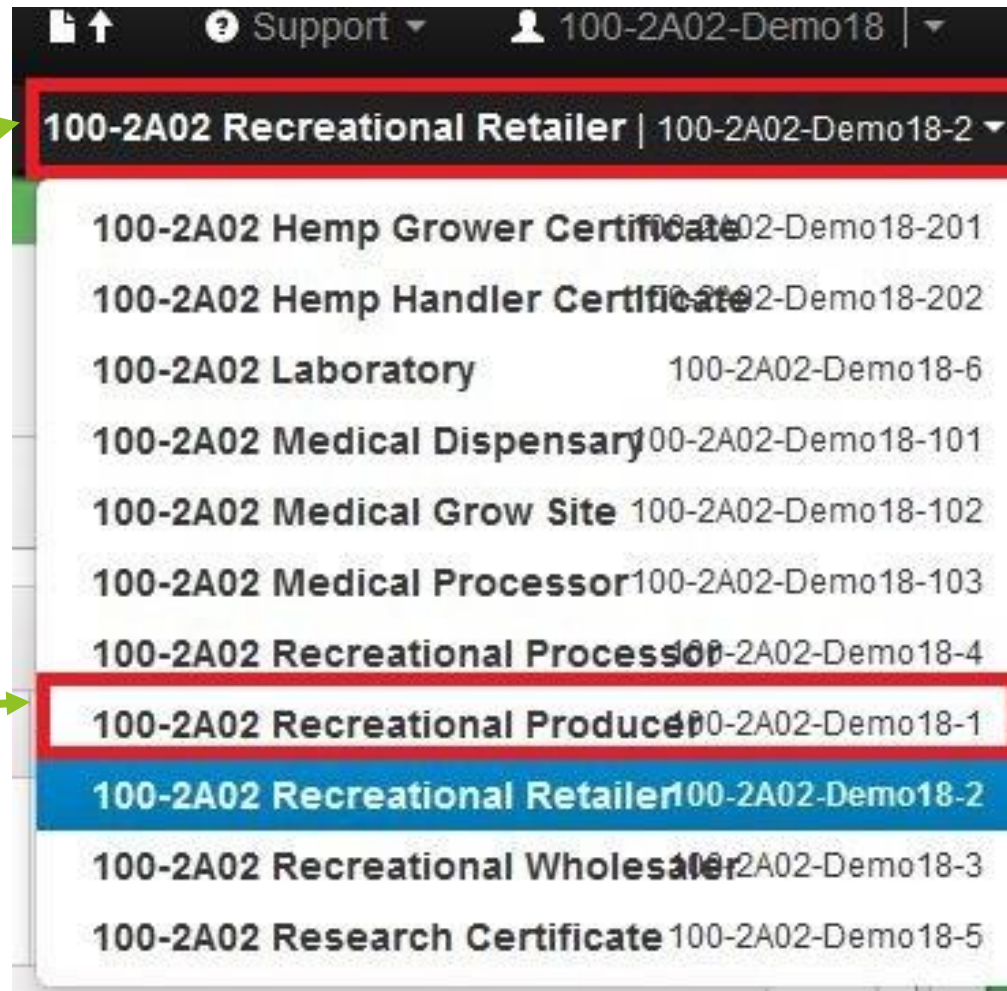 Support 100-2A02-Demo18
100-2A02 Recreational Retailer | 100-2A02-Demo18-2
100-2A02 Hemp Grower Certificate 100-2A02-Demo18-201
100-2A02 Hemp Handler Certificate 100-2A02-Demo18-202
100-2A02 Laboratory 100-2A02-Demo18-6
100-2A02 Medical Dispensary 100-2A02-Demo18-101
100-2A02 Medical Grow Site 100-2A02-Demo18-102
100-2A02 Medical Processor 100-2A02-Demo18-103
100-2A02 Recreational Processor 100-2A02-Demo18-4
100-2A02 Recreational Producer 100-2A02-Demo18-1
100-2A02 Recreational Retailer 100-2A02-Demo18-2
100-2A02 Recreational Wholesaler 100-2A02-Demo18-3
100-2A02 Research Certificate 100-2A02-Demo18-5